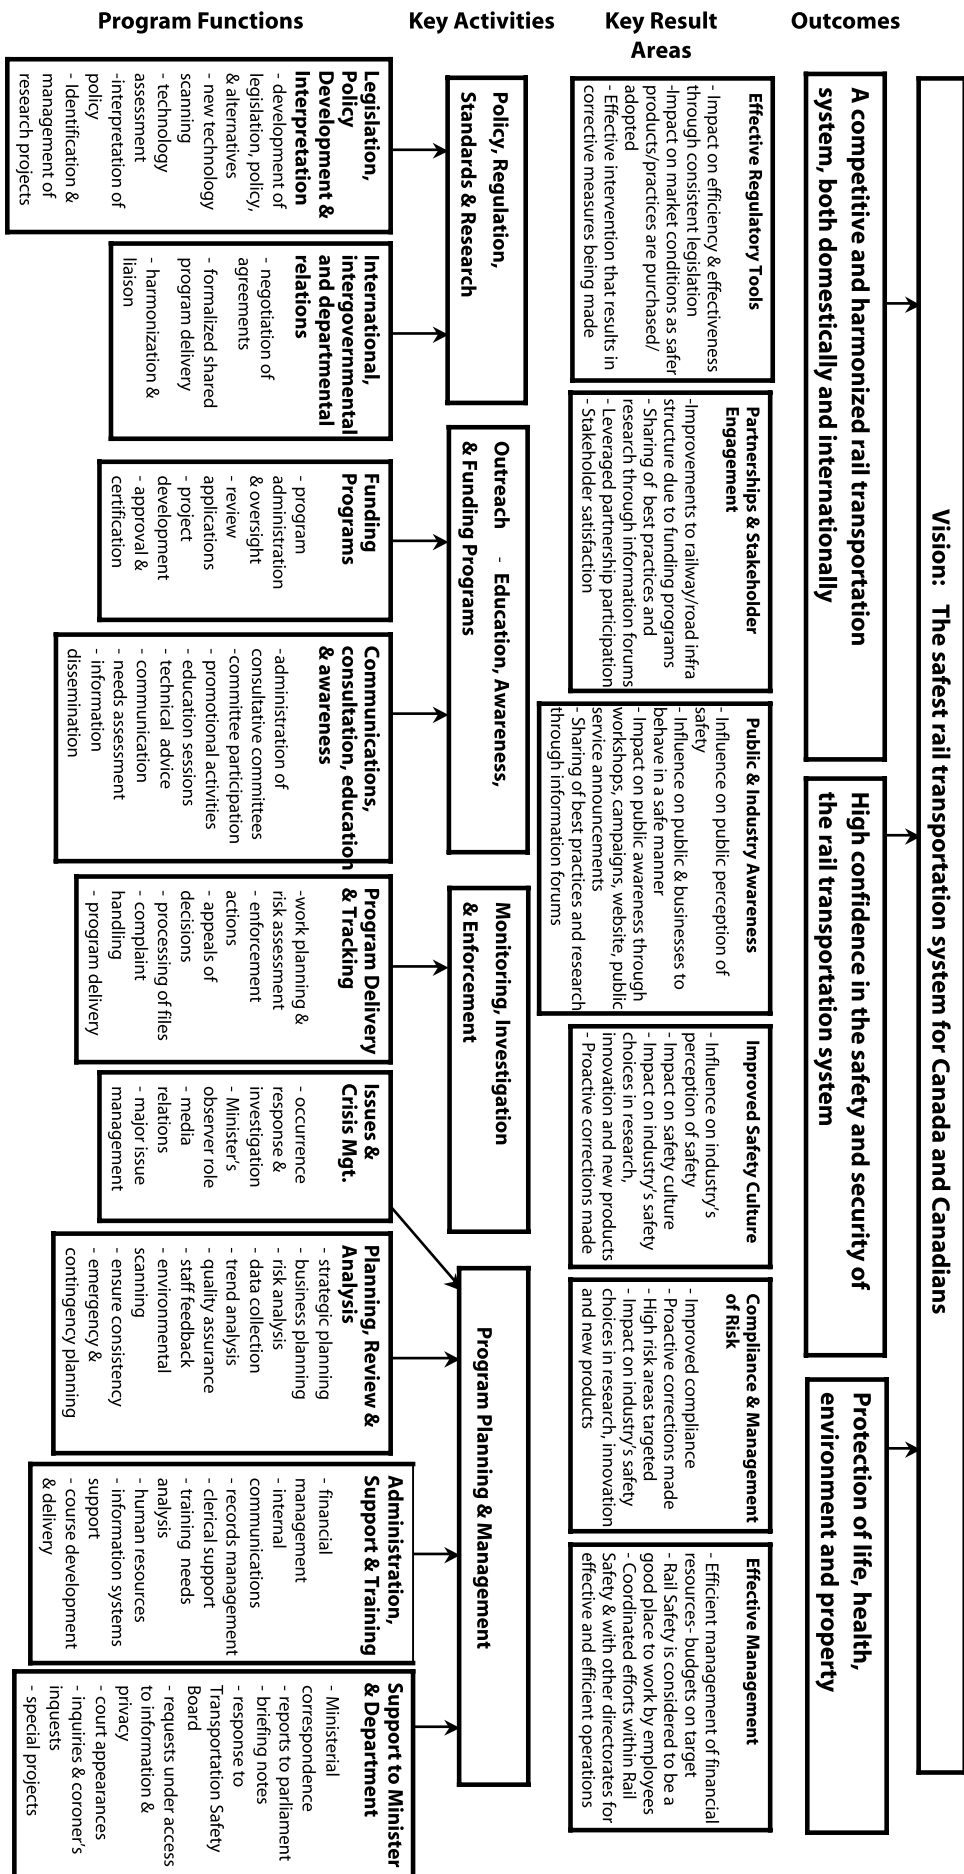 Vision: The safest rail transportation system for Canada and Canadians
Outcomes
A competitive and harmonized rail transportation
system, both domestically and internationally
High confidence in the safety and security of
the rail transportation system
Protection of life, health,
environment and property
Key Result
Areas
Effective Regulatory Tools
- Impact on efficiency & effectiveness
through consistent legislation
-Impact on market conditions as safer
products/practices are purchased/
adopted
- Effective intervention that results in
corrective measures being made
Partnerships & Stakeholder
Engagement
-Improvements to railway/road infra
structure due to funding programs
- Sharing of best practices and
research through information forums
- Leveraged partnership participation
- Stakeholder satisfaction
Public & Industry Awareness
- Influence on public perception of
safety
- Influence on public & businesses to
behave in a safe manner
- Impact on public awareness through
workshops, campaigns, website, public
service announcements
- Sharing of best practices and research
through information forums
Improved Safety Culture
- Influence on industry's
perception of safety
- Impact on safety culture
- Impact on industry's safety
choices in research,
innovation and new products
- Proactive corrections made
Compliance & Management
of Risk
- Improved compliance
- Proactive corrections made
- High risk areas targeted
- Impact on industry's safety
choices in research, innovation
and new products
Effective Management
- Efficient management of financial
resources- budgets on target
- Rail Safety is considered to be a
good place to work by employees
- Coordinated efforts within Rail
Safety & with other directorates for
effective and efficient operations
Key Activities
Policy, Regulation,
Standards & Research
Outreach - Education, Awareness,
& Funding Programs
Monitoring, Investigation
& Enforcement
Program Planning & Management
Program Functions
Legislation,
Policy
Development &
Interpretation
- development of
legislation, policy,
& alternatives
- new technology
scanning
- technology
assessment
-interpretation of
policy
- Identification &
management of
research projects
International,
intergovernmental
and departmental
relations
- negotiation of
agreements
- formalized shared
program delivery
- harmonization &
liaison
Funding
Programs
- program
administration
& oversight
- review
applications
- project
development
- approval &
certification
Communications,
consultation, education
& awareness
-administration of
consultative committees
-committee participation
- promotional activities
- education sessions
- technical advice
- communication
- needs assessment
- information
dissemination
Program Delivery
& Tracking
-work planning &
risk assessment
- enforcement
actions
- appeals of
decisions
- processing of files
- complaint
handling
- program delivery
Issues &
Crisis Mgt.
- occurrence
response &
investigation
- Minister's
observer role
- media
relations
- major issue
management
Planning, Review &
Analysis
- strategic planning
- business planning
- risk analysis
- data collection
- trend analysis
- quality assurance
- staff feedback
- environmental
scanning
- ensure consistency
- emergency &
contingency planning
Administration,
Support & Training
- financial
management
- internal
communications
- records management
- clerical support
- training needs
analysis
- human resources
- information systems
support
- course development
& delivery
Support to Minister
& Department
- Ministerial
correspondence
- reports to parliament
- briefing notes
- response to
Transportation Safety
Board
- requests under access
to information &
privacy
- court appearances
- inquiries & coroner's
inquests
- special projects